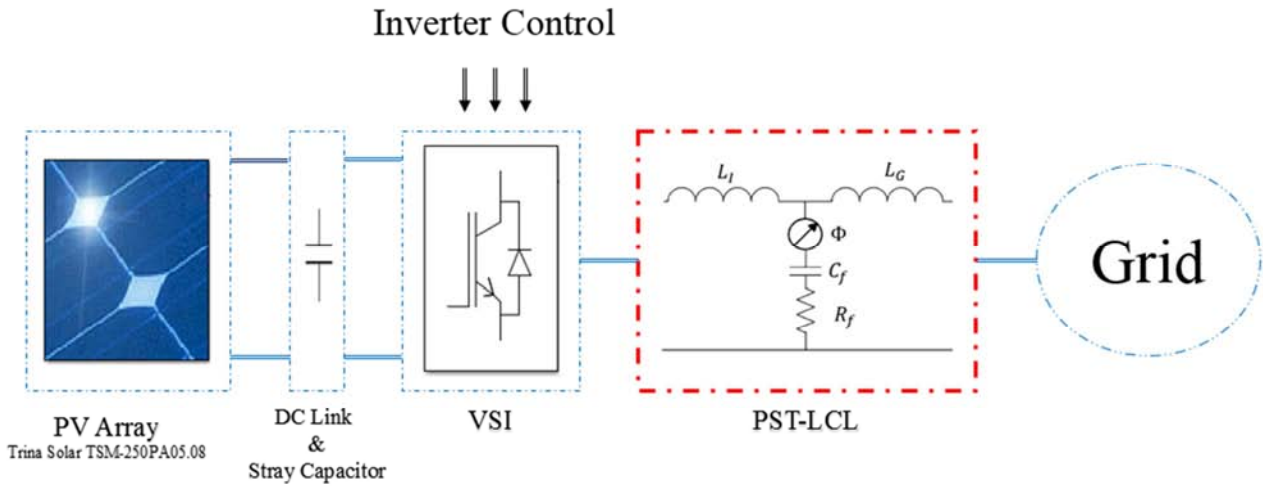 Inverter Control
L_I
L_G
Φ
C_f
R_f
Grid
PV Array
Trina Solar TSM-250PA05.08
DC Link
&
Stray Capacitor
VSI
PST-LCL